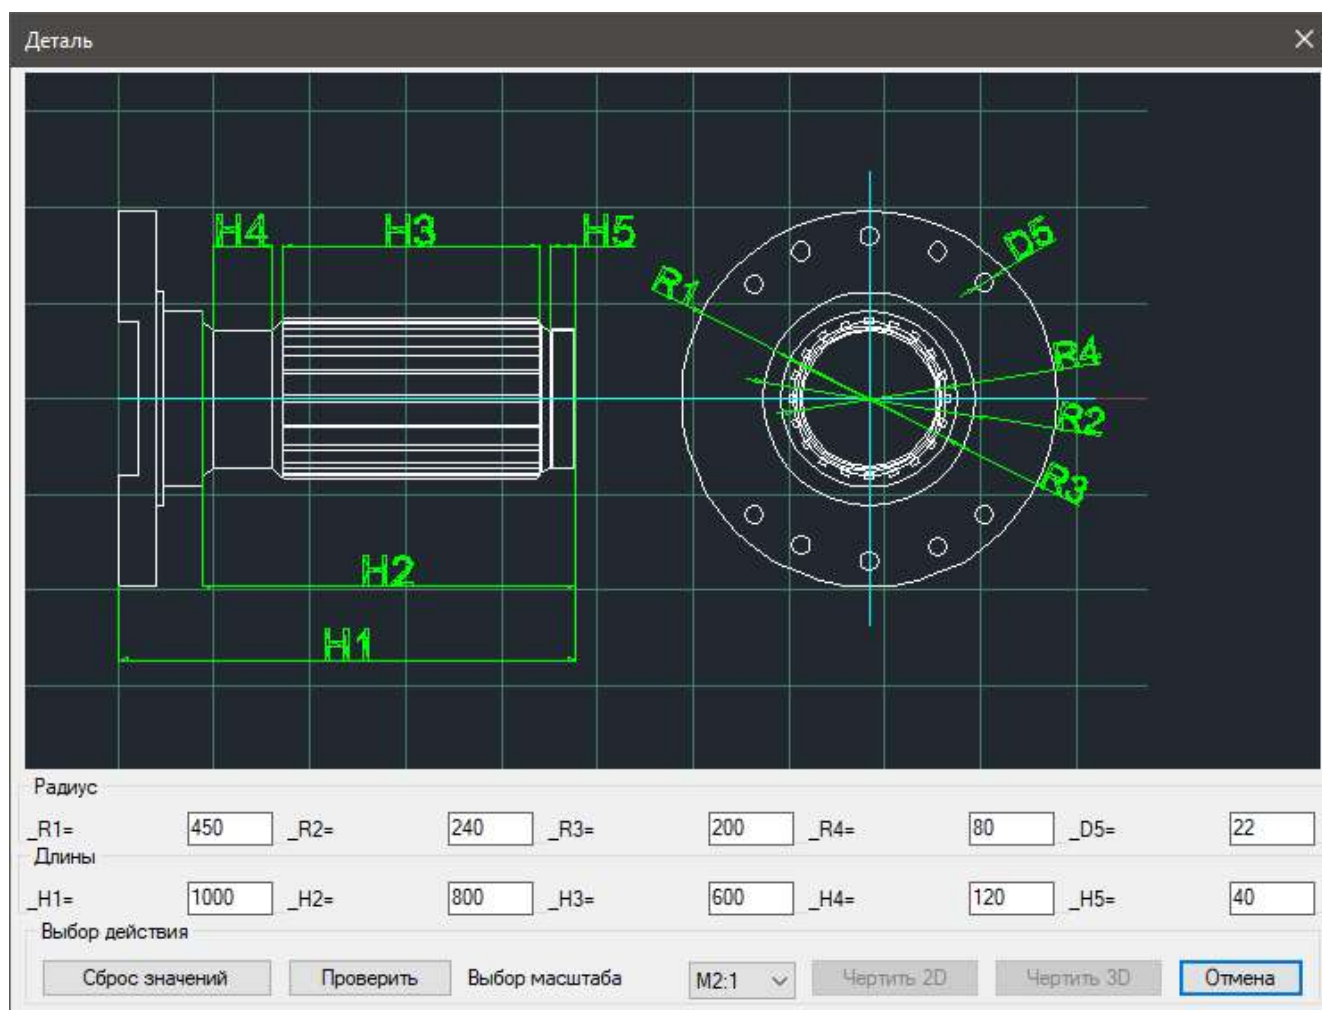 Деталь
H4 H3 H5
D5
R1
R4
R2
R3
H2
H1
Радиус
_R1= 450 _R2= 240 _R3= 200 _R4= 80 _D5= 22
Длины
_H1= 1000 _H2= 800 _H3= 600 _H4= 120 _H5= 40
Выбор действия
Сброс значений Проверить Выбор масштаба M2:1 Чертить 2D Чертить 3D Отмена